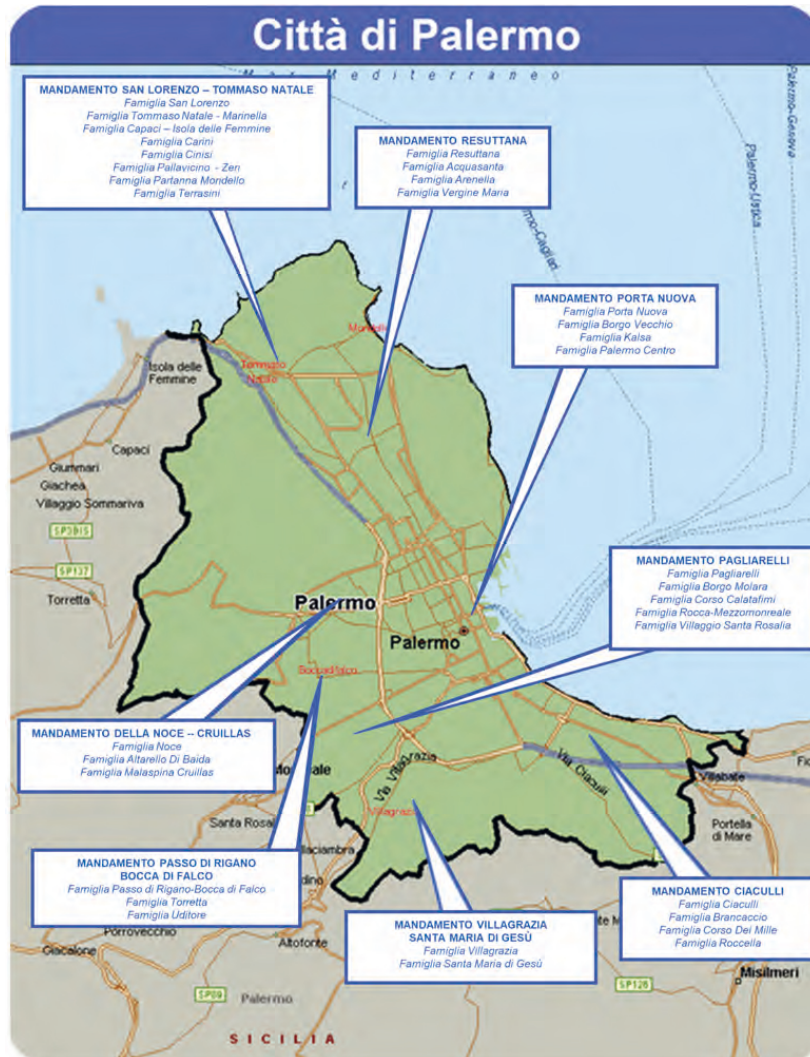 Città di Palermo
Mediterraneo
MANDAMENTO SAN LORENZO – TOMMASO NATALE
Famiglia San Lorenzo
Famiglia Tommaso Natale - Marinella
Famiglia Capaci – Isola delle Femmine
Famiglia Carini
Famiglia Cinisi
Famiglia Pallavicino - Zen
Famiglia Partanna Mondello
Famiglia Terrasini
MANDAMENTO RESUTTANA
Famiglia Resuttana
Famiglia Acquasanta
Famiglia Arenella
Famiglia Vergine Maria
Palermo-Genova
Palermo-Ustica
rmo-Cagliari
MANDAMENTO PORTA NUOVA
Famiglia Porta Nuova
Famiglia Borgo Vecchio
Famiglia Kalsa
Famiglia Palermo Centro
Mondello
Tommaso
Natale
Isola delle
Femmine
Capaci
Giummari
Giachea
Villaggio Sommariva
SP3BIS
SP137
Torretta
MANDAMENTO PAGLIARELLI
Famiglia Pagliarelli
Famiglia Borgo Molara
Famiglia Corso Calatafimi
Famiglia Rocca-Mezzomonreale
Famiglia Villaggio Santa Rosalia
Palermo
Palermo
Boccadifalco
MANDAMENTO DELLA NOCE – CRUILLAS
Famiglia Noce
Famiglia Altarello Di Baida
Famiglia Malaspina Cruillas
Via Villagrazia
Via Ciaculli
Villabate
Villagrazia
Santa Rosal
Portella
di Mare
MANDAMENTO PASSO DI RIGANO
BOCCA DI FALCO
Famiglia Passo di Rigano-Bocca di Falco
Famiglia Torretta
Famiglia Uditore
laciambra
dino
MANDAMENTO VILLAGRAZIA
SANTA MARIA DI GESÙ
Famiglia Villagrazia
Famiglia Santa Maria di Gesù
MANDAMENTO CIACULLI
Famiglia Ciaculli
Famiglia Brancaccio
Famiglia Corso Dei Mille
Famiglia Roccella
Porrovecchio
Giacalone
Altofonte
Misilmeri
SP69
Palermo
SP126
SICILIA